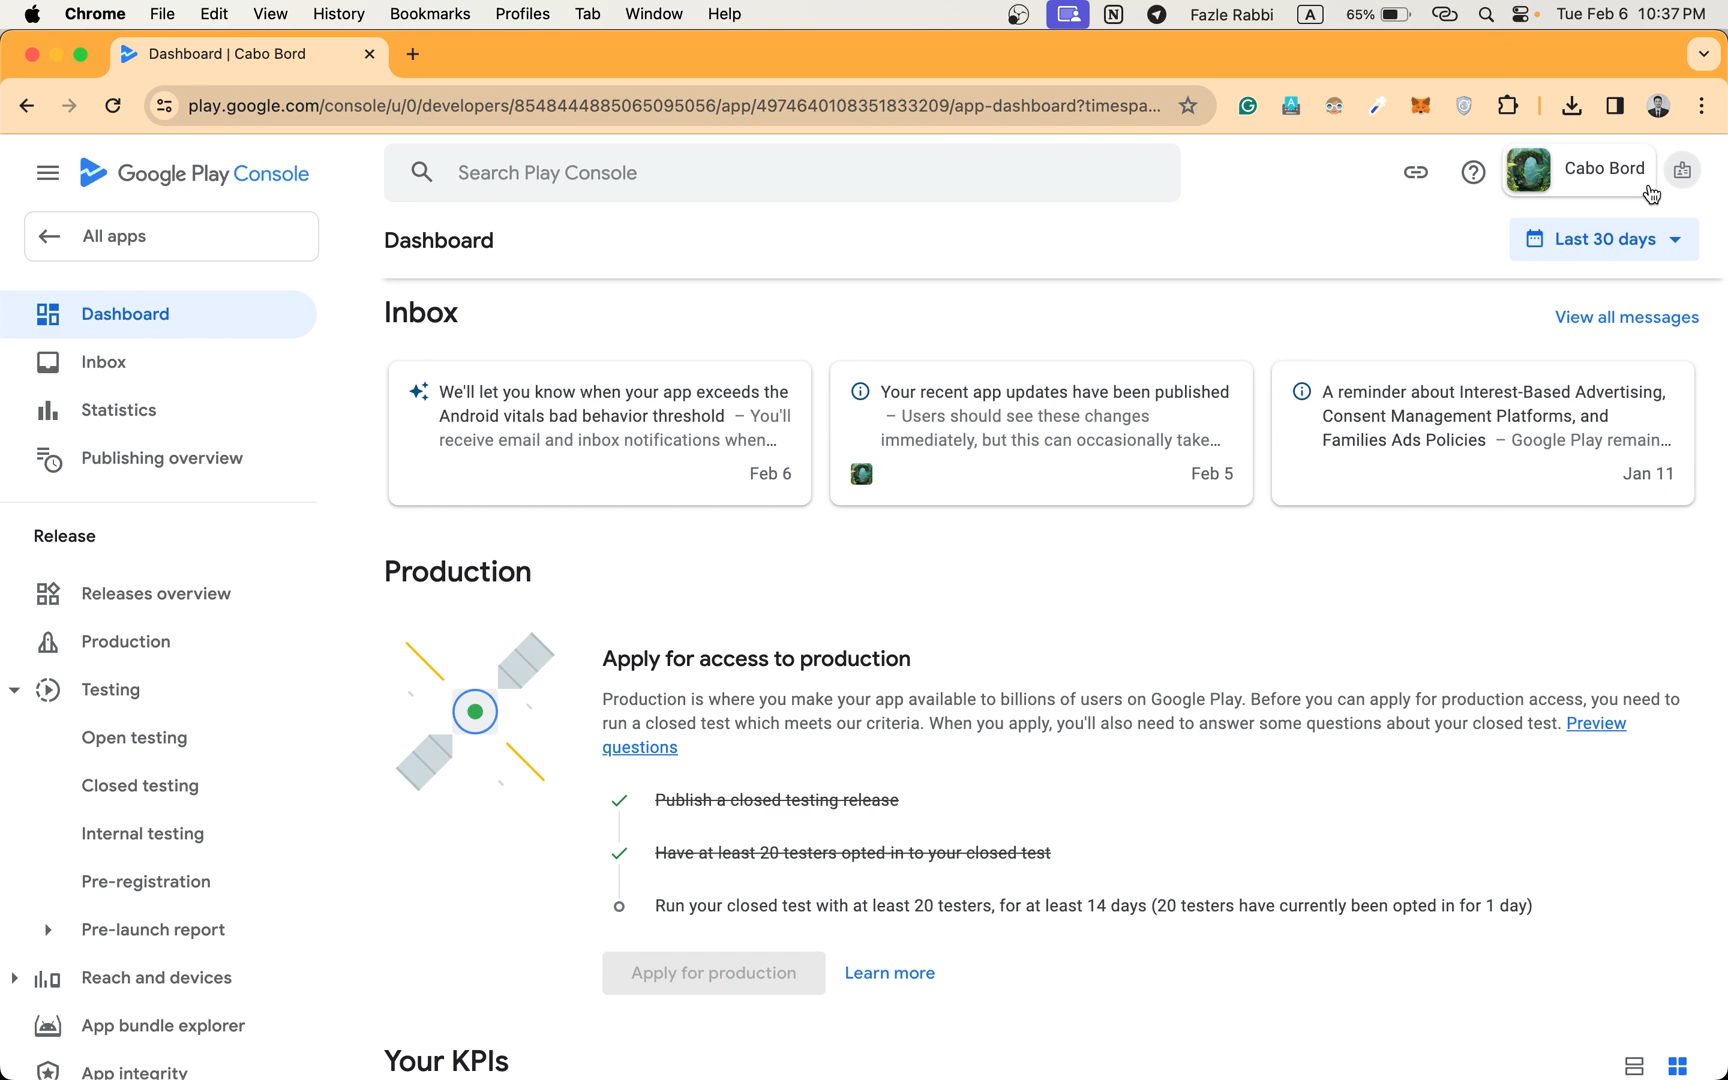 Chrome File Edit View History Bookmarks Profiles Tab Window Help Fazle Rabbi A 65% Tue Feb 6 10:37 PM
Dashboard | Cabo Bord
play.google.com/console/u/0/developers/8548444885065095056/app/4974640108351833209/app-dashboard?timespa...
Google Play Console
Search Play Console
Cabo Bord
All apps
Dashboard
Last 30 days
Dashboard
Inbox
Statistics
Publishing overview
Release
Releases overview
Production
Testing
Open testing
Closed testing
Internal testing
Pre-registration
Pre-launch report
Reach and devices
App bundle explorer
App integrity
Inbox
View all messages
We'll let you know when your app exceeds the
Android vitals bad behavior threshold – You'll
receive email and inbox notifications when...
Feb 6
Your recent app updates have been published
– Users should see these changes
immediately, but this can occasionally take...
Feb 5
A reminder about Interest-Based Advertising,
Consent Management Platforms, and
Families Ads Policies – Google Play remain...
Jan 11
Production
Apply for access to production
Production is where you make your app available to billions of users on Google Play. Before you can apply for production access, you need to
run a closed test which meets our criteria. When you apply, you'll also need to answer some questions about your closed test. Preview
questions
Publish a closed testing release
Have at least 20 testers opted in to your closed test
Run your closed test with at least 20 testers, for at least 14 days (20 testers have currently been opted in for 1 day)
Apply for production Learn more
Your KPIs